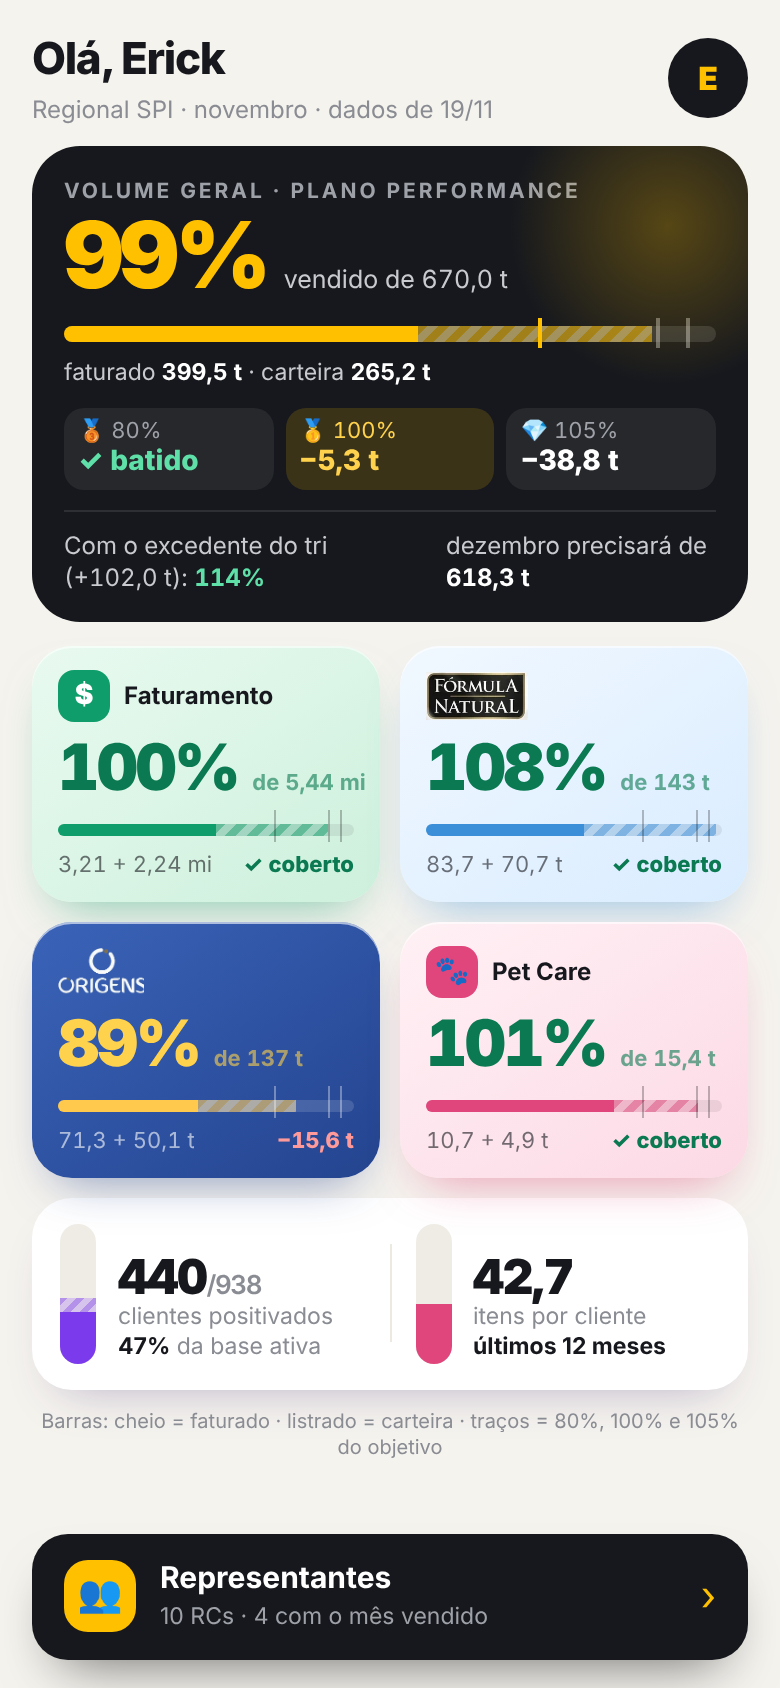 Olá, Erick
E
Regional SPI · novembro · dados de 19/11
VOLUME GERAL · PLANO PERFORMANCE
99% vendido de 670,0 t
faturado 399,5 t · carteira 265,2 t
🥉 80%
✓ batido
🥇 100%
−5,3 t
💎 105%
−38,8 t
Com o excedente do tri
(+102,0 t): 114%
dezembro precisará de
618,3 t
$ Faturamento
100% de 5,44 mi
3,21 + 2,24 mi ✓ coberto
FÓRMULA
NATURAL
108% de 143 t
83,7 + 70,7 t ✓ coberto
ORIGENS
89% de 137 t
71,3 + 50,1 t −15,6 t
🐾 Pet Care
101% de 15,4 t
10,7 + 4,9 t ✓ coberto
440/938
clientes positivados
47% da base ativa
42,7
itens por cliente
últimos 12 meses
Barras: cheio = faturado · listrado = carteira · traços = 80%, 100% e 105%
do objetivo
👥 Representantes
10 RCs · 4 com o mês vendido ›